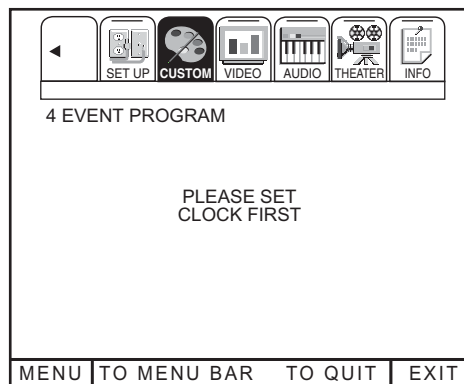 SET UP CUSTOM VIDEO AUDIO THEATER INFO
4 EVENT PROGRAM
PLEASE SET
CLOCK FIRST
MENU TO MENU BAR TO QUIT EXIT